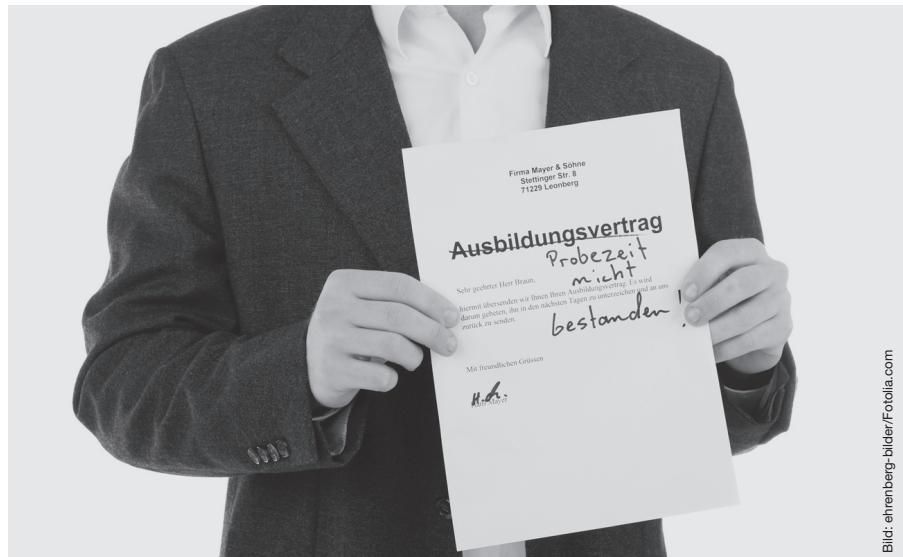 Firma Mayer & Söhne
Stettinger Str. 8
71229 Leonberg
Ausbildungsvertrag
Probezeit
nicht
bestanden!
Sehr geehrter Herr Braun,
hiermit übersenden wir Ihnen Ihren Ausbildungsvertrag. Es wird
darum gebeten, ihn in den nächsten Tagen zu unterzeichen und an uns
zurück zu senden.
Mit freundlichen Grüssen
Mayer
Bild: ehrenberg-bilder/Fotolia.com